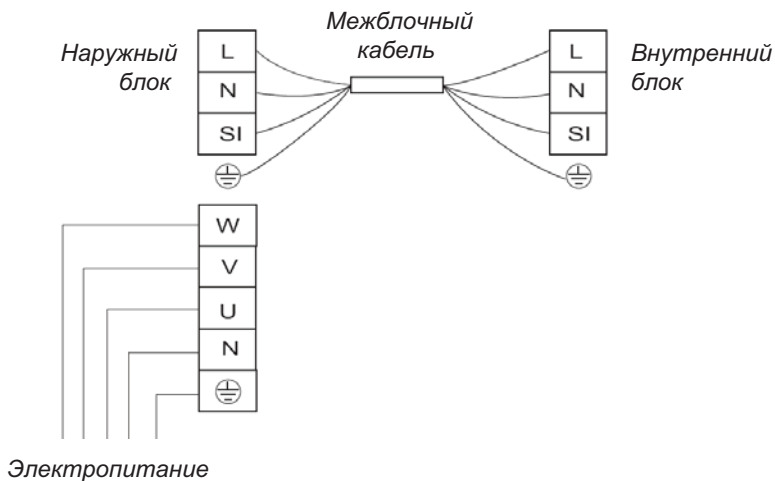 Межблочный
кабель
Наружный
блок
Внутренний
блок
L
N
SI
L
N
SI
W
V
U
N
Электропитание